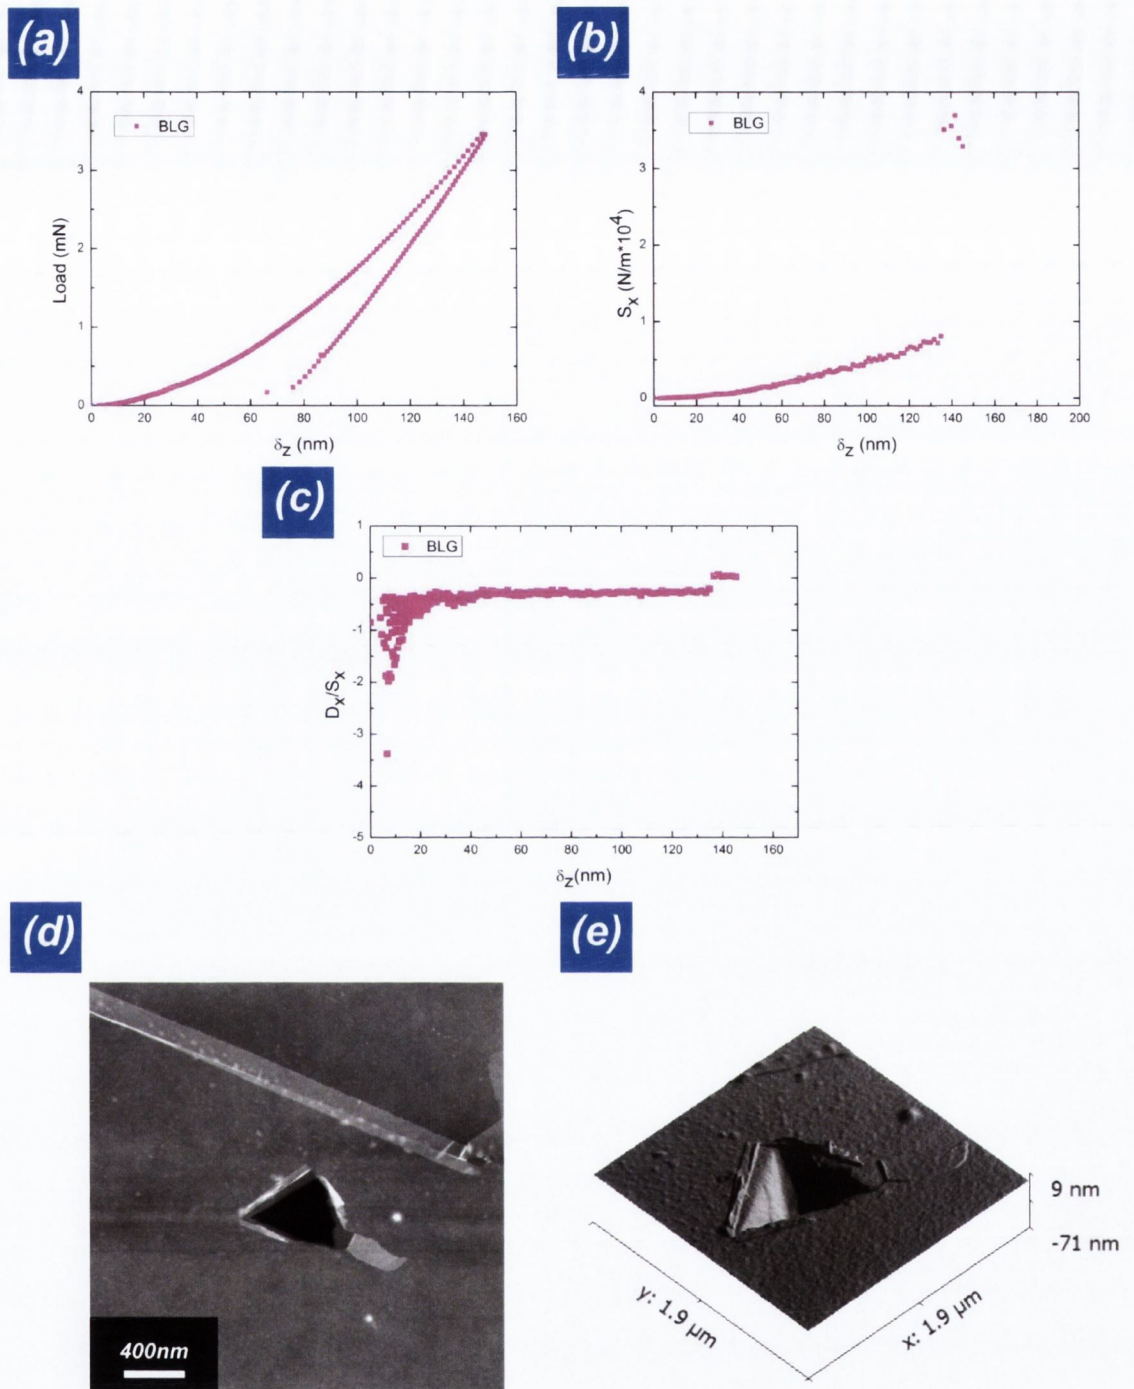 (a)
BLG
4
3
2
1
0
0 20 40 60 80 100 120 140 160
Load (mN)
δz (nm)
(b)
BLG
4
3
2
1
0
0 20 40 60 80 100 120 140 160 180 200
Sx (N/m*10^4)
δz (nm)
(c)
BLG
1
0
-1
-2
-3
-4
-5
0 20 40 60 80 100 120 140 160
Dx/Sx
δz(nm)
(d)
400nm
(e)
9 nm
-71 nm
y: 1.9 µm
x: 1.9 µm